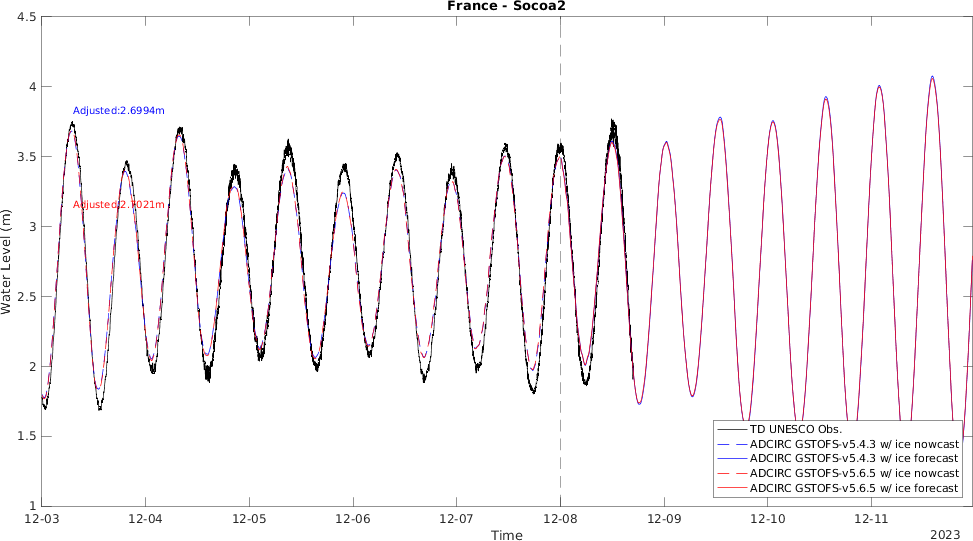 France - Socoa2
4.5
4
3.5
3
2.5
2
1.5
1
Water Level (m)
Adjusted:2.6994m
Adjusted:2.7021m
TD UNESCO Obs.
ADCIRC GSTOFS-v5.4.3 w/ ice nowcast
ADCIRC GSTOFS-v5.4.3 w/ ice forecast
ADCIRC GSTOFS-v5.6.5 w/ ice nowcast
ADCIRC GSTOFS-v5.6.5 w/ ice forecast
12-03 12-04 12-05 12-06 12-07 12-08 12-09 12-10 12-11
Time
2023